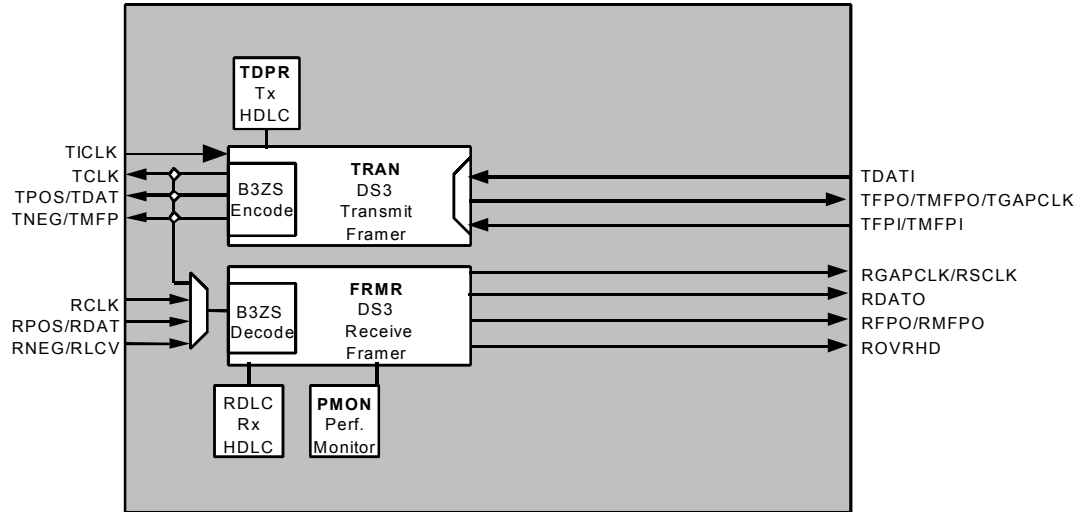 TDPR
Tx
HDLC
TICLK
TCLK
TPOS/TDAT
TNEG/TMFP
B3ZS
Encode
TRAN
DS3
Transmit
Framer
TDATI
TFPO/TMFPO/TGAPCLK
TFPI/TMFPI
RCLK
RPOS/RDAT
RNEG/RLCV
B3ZS
Decode
FRMR
DS3
Receive
Framer
RGAPCLK/RSCLK
RDATO
RFPO/RMFPO
ROVRHD
RDLC
Rx
HDLC
PMON
Perf.
Monitor